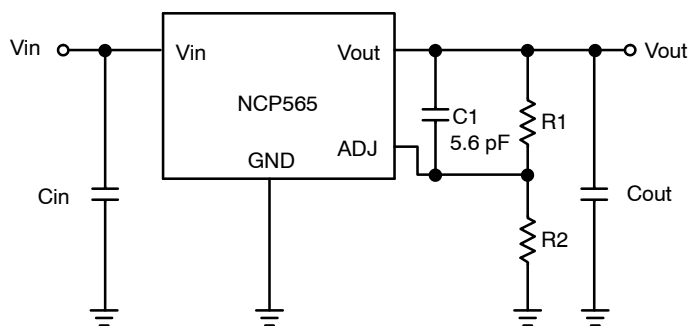 Vin
Vin
Vout
Vout
NCP565
C1
R1
5.6 pF
ADJ
GND
Cin
Cout
R2